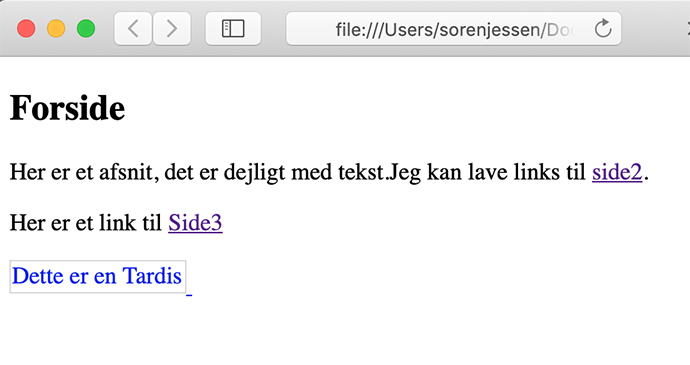 file:///Users/sorenjessen/Do
Forside
Her er et afsnit, det er dejligt med tekst.Jeg kan lave links til side2.
Her er et link til Side3
Dette er en Tardis